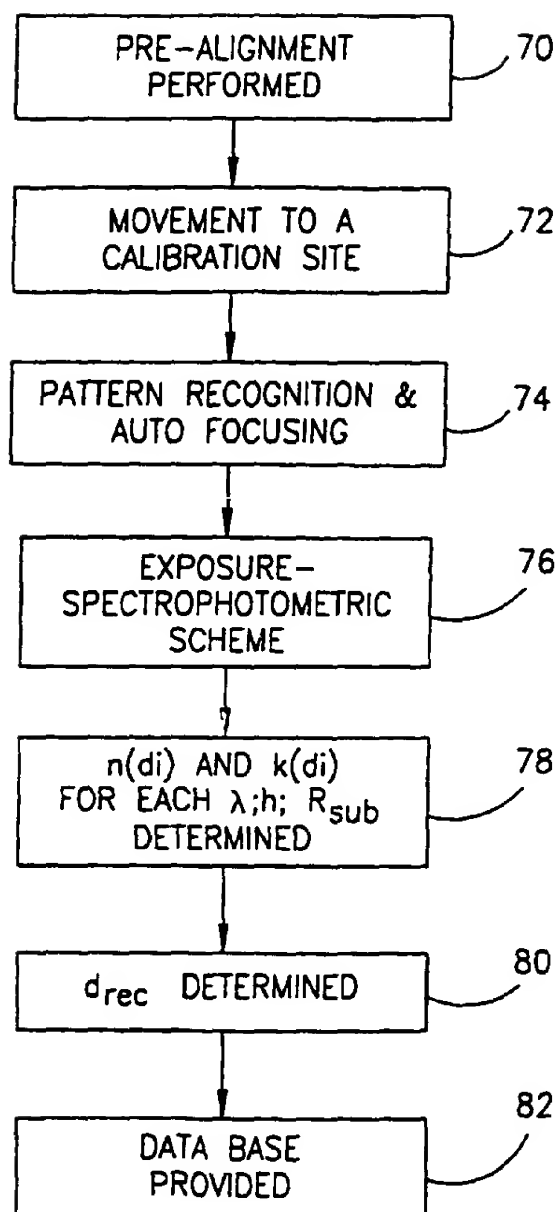 PRE-ALIGNMENT
PERFORMED
70
MOVEMENT TO A
CALIBRATION SITE
72
PATTERN RECOGNITION &
AUTO FOCUSING
74
EXPOSURE-
SPECTROPHOTOMETRIC
SCHEME
76
n(di) AND k(di)
FOR EACH λ;h; Rsub
DETERMINED
78
drec DETERMINED
80
DATA BASE
PROVIDED
82